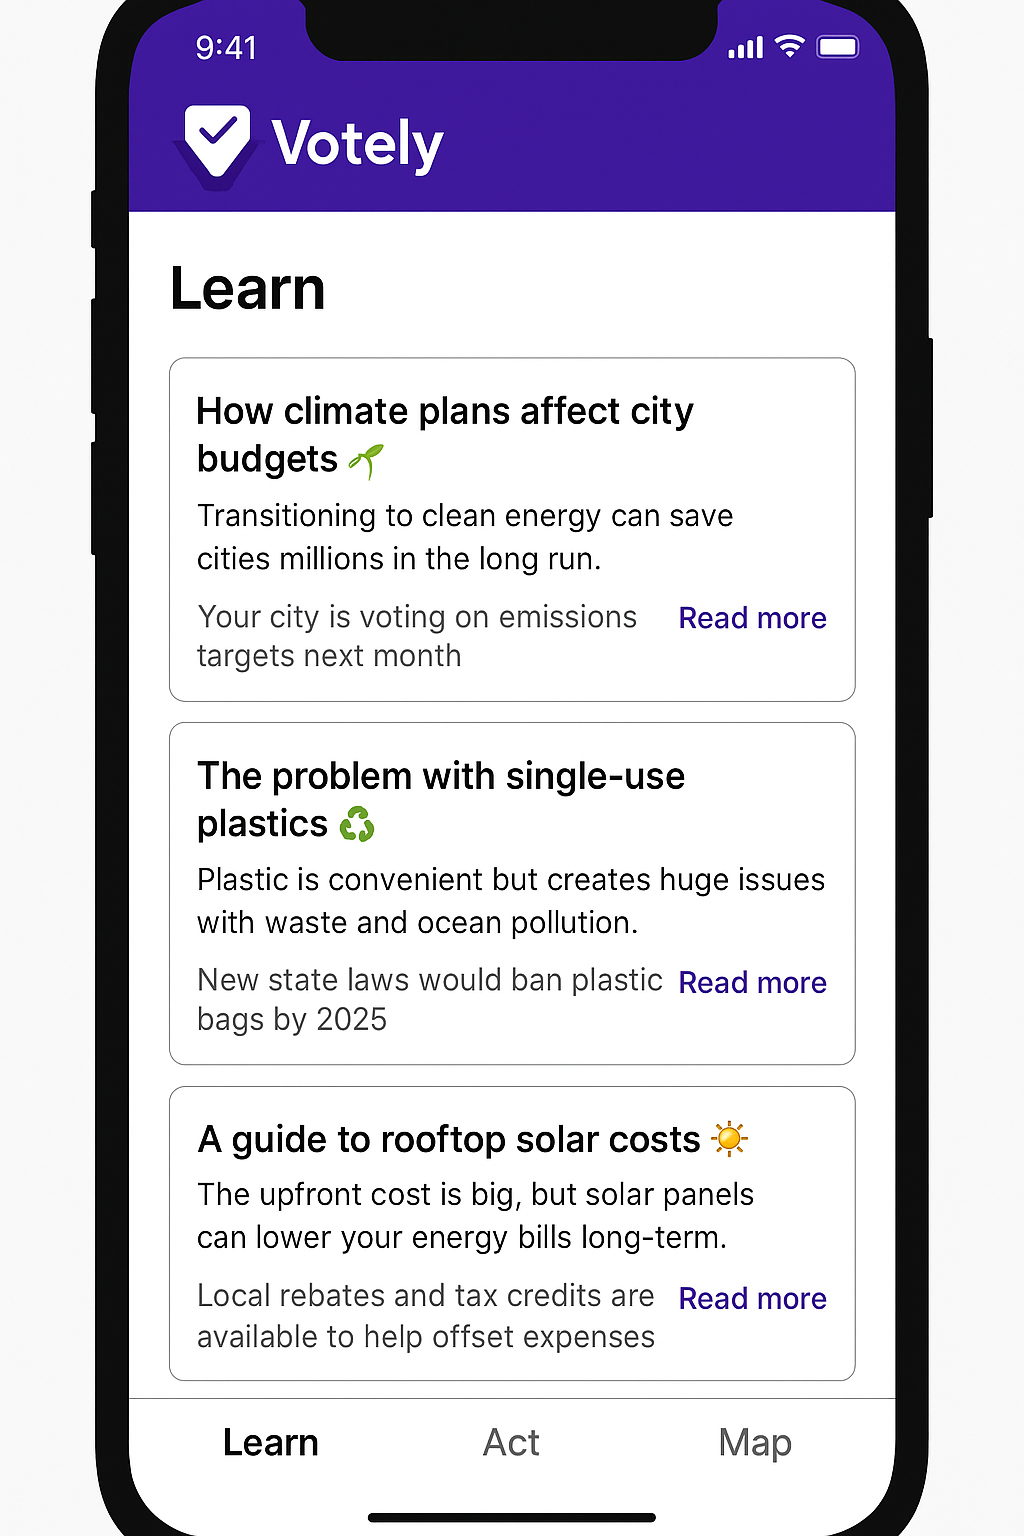 9:41
Votely
Learn
How climate plans affect city
budgets 🌱
Transitioning to clean energy can save
cities millions in the long run.
Your city is voting on emissions
targets next month
Read more
The problem with single-use
plastics ♻️
Plastic is convenient but creates huge issues
with waste and ocean pollution.
New state laws would ban plastic
bags by 2025
Read more
A guide to rooftop solar costs ☀️
The upfront cost is big, but solar panels
can lower your energy bills long-term.
Local rebates and tax credits are
available to help offset expenses
Read more
Learn
Act
Map